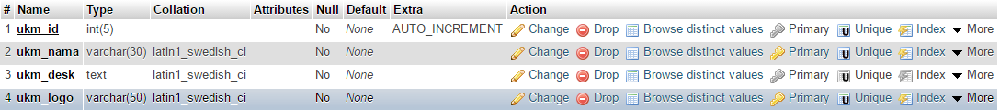 # Name Type Collation Attributes Null Default Extra Action
1 ukm_id int(5) No None AUTO_INCREMENT Change Drop Browse distinct values Primary Unique Index More
2 ukm_nama varchar(30) latin1_swedish_ci No None Change Drop Browse distinct values Primary Unique Index More
3 ukm_desk text latin1_swedish_ci No None Change Drop Browse distinct values Primary Unique Index More
4 ukm_logo varchar(50) latin1_swedish_ci No None Change Drop Browse distinct values Primary Unique Index More